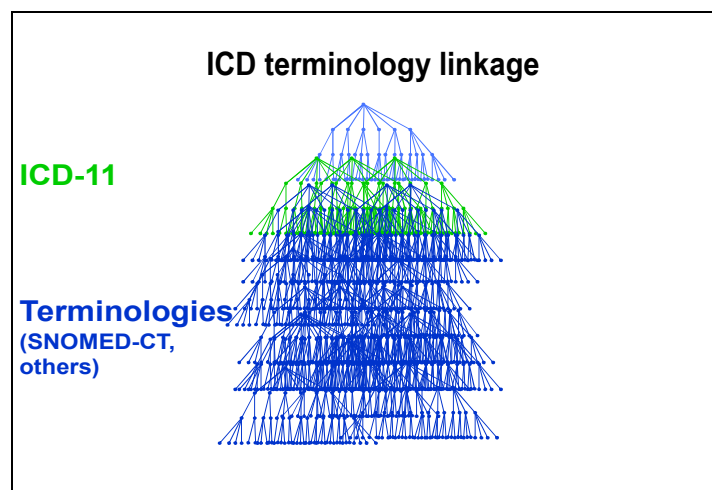 ICD terminology linkage
ICD-11
Terminologies
(SNOMED-CT,
others)